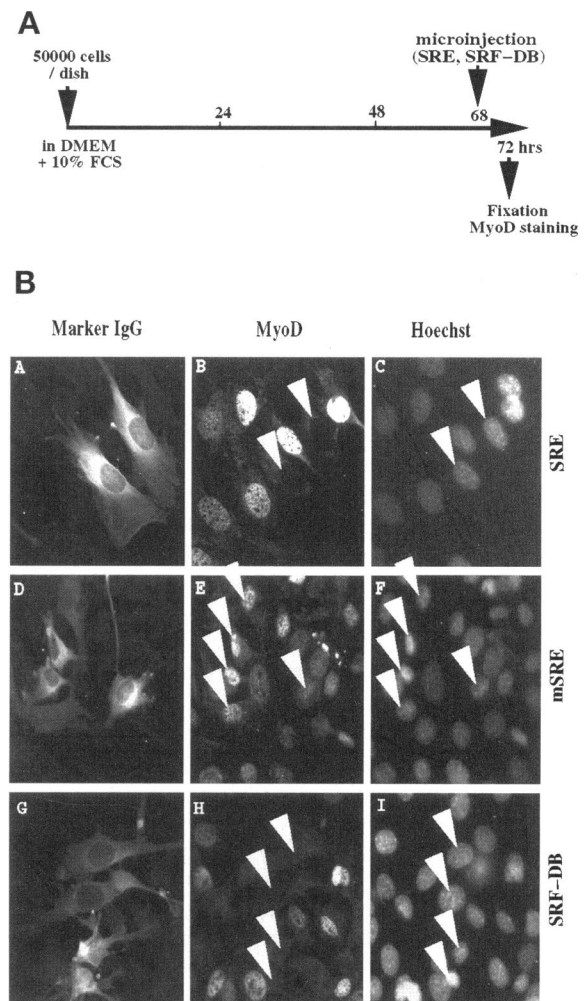 A
50000 cells
/ dish
microinjection
(SRE, SRF-DB)
24
48
68
in DMEM
+ 10% FCS
72 hrs
Fixation
MyoD staining
B
Marker IgG
MyoD
Hoechst
A
B
C
SRE
D
E
F
mSRE
G
H
I
SRF-DB